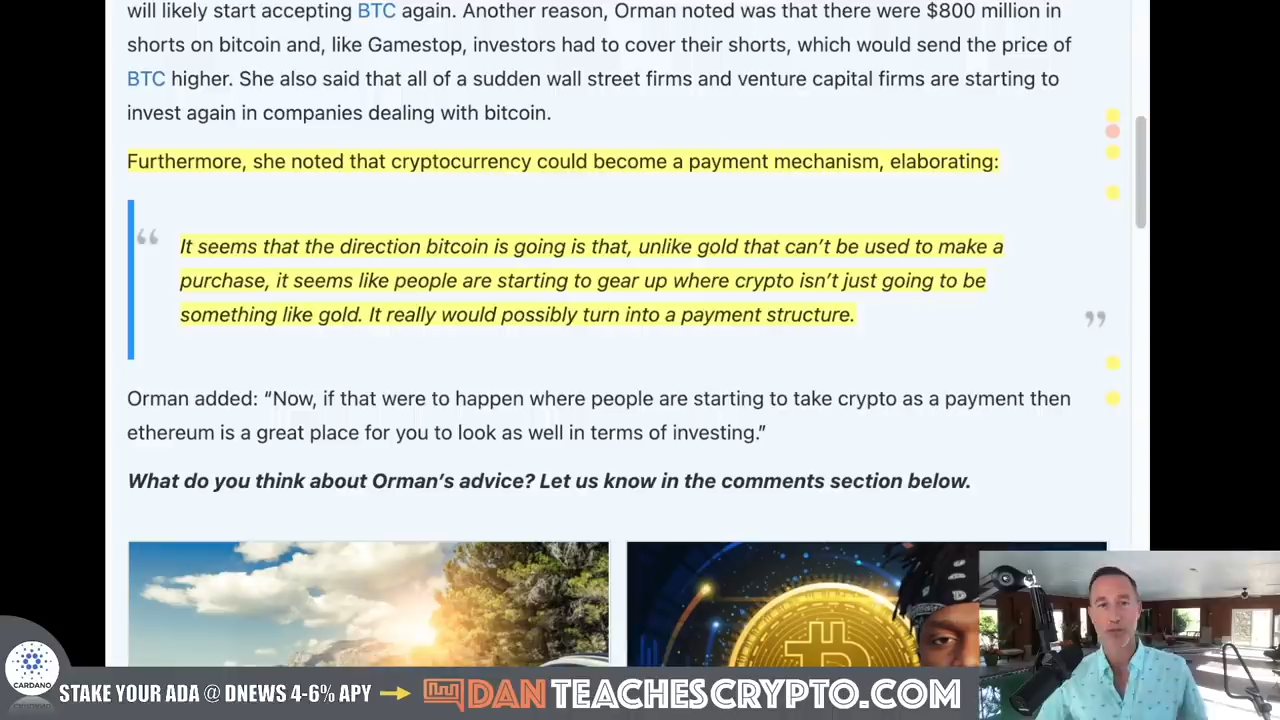 will likely start accepting BTC again. Another reason, Orman noted was that there were $800 million in
shorts on bitcoin and, like Gamestop, investors had to cover their shorts, which would send the price of
BTC higher. She also said that all of a sudden wall street firms and venture capital firms are starting to
invest again in companies dealing with bitcoin.
Furthermore, she noted that cryptocurrency could become a payment mechanism, elaborating:
“
It seems that the direction bitcoin is going is that, unlike gold that can’t be used to make a
purchase, it seems like people are starting to gear up where crypto isn’t just going to be
something like gold. It really would possibly turn into a payment structure.
”
Orman added: “Now, if that were to happen where people are starting to take crypto as a payment then
ethereum is a great place for you to look as well in terms of investing.”
What do you think about Orman’s advice? Let us know in the comments section below.
CARDANO
STAKE YOUR ADA @ DNEWS 4-6% APY
DANTEACHESCRYPTO.COM